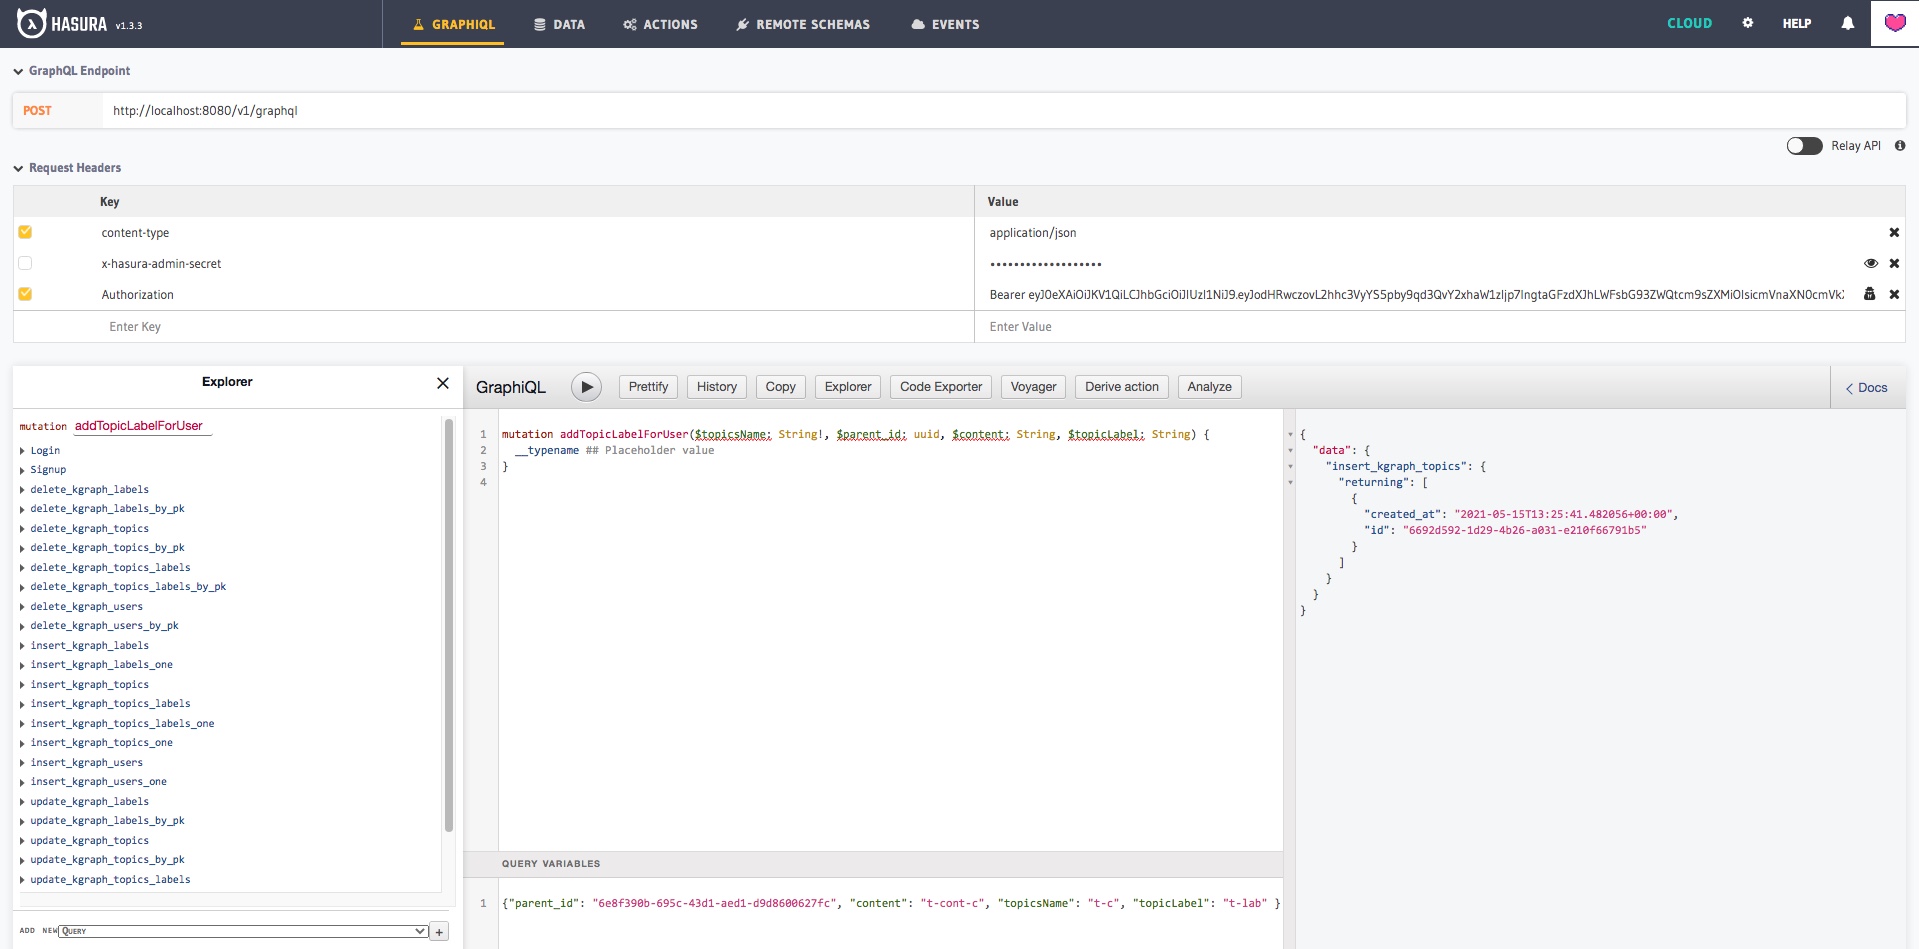 HASURA v1.3.3
GRAPHIQL
DATA
ACTIONS
REMOTE SCHEMAS
EVENTS
CLOUD
HELP
GraphQL Endpoint
POST
http://localhost:8080/v1/graphql
Relay API
Request Headers
Key
Value
content-type
application/json
x-hasura-admin-secret
•••••••••••••••••••
Authorization
Enter Key
Enter Value
Explorer
mutation addTopicLabelForUser
Login
Signup
delete_kgraph_labels
delete_kgraph_labels_by_pk
delete_kgraph_topics
delete_kgraph_topics_by_pk
delete_kgraph_topics_labels
delete_kgraph_topics_labels_by_pk
delete_kgraph_users
delete_kgraph_users_by_pk
insert_kgraph_labels
insert_kgraph_labels_one
insert_kgraph_topics
insert_kgraph_topics_labels
insert_kgraph_topics_labels_one
insert_kgraph_topics_one
insert_kgraph_users
insert_kgraph_users_one
update_kgraph_labels
update_kgraph_labels_by_pk
update_kgraph_topics
update_kgraph_topics_by_pk
update_kgraph_topics_labels
ADD NEW Query +
GraphiQL
Prettify
History
Copy
Explorer
Code Exporter
Voyager
Derive action
Analyze
Docs
1 mutation addTopicLabelForUser($topicsName: String!, $parent_id: uuid, $content: String, $topicLabel: String) {
2 __typename ## Placeholder value
3 }
4
QUERY VARIABLES
1 {"parent_id": "6e8f390b-695c-43d1-aed1-d9d8600627fc", "content": "t-cont-c", "topicsName": "t-c", "topicLabel": "t-lab" }
{
"data": {
"insert_kgraph_topics": {
"returning": [
{
"created_at": "2021-05-15T13:25:41.482056+00:00",
"id": "6692d592-1d29-4b26-a031-e210f66791b5"
}
]
}
}
}